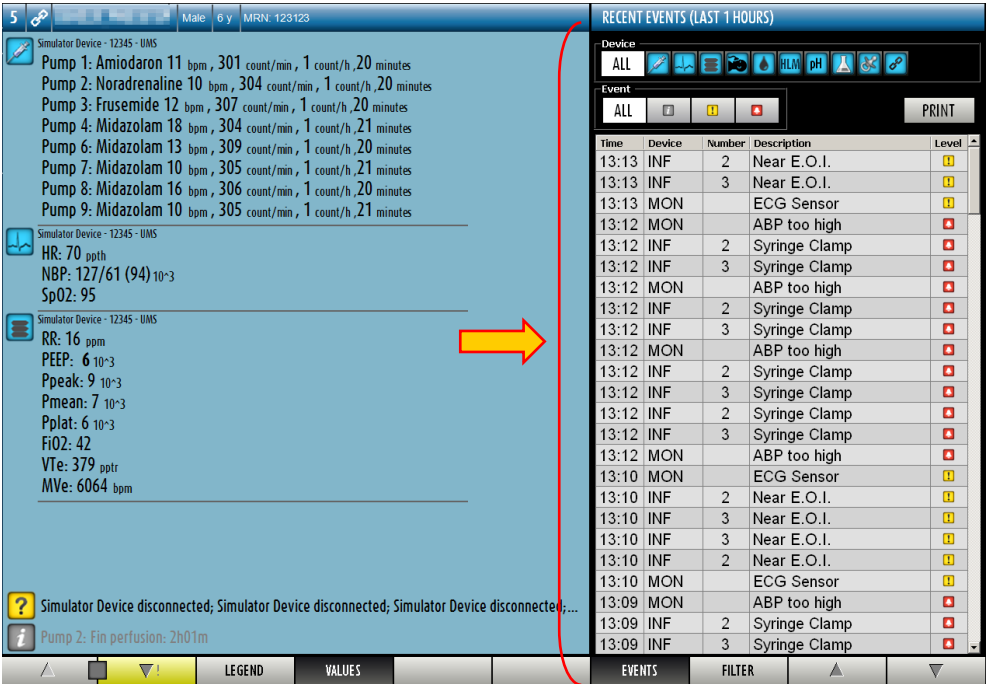 5 Male 6 y MRN: 123123
Simulator Device - 12345 - UMS
Pump 1: Amiodaron 11 bpm , 301 count/min , 1 count/h ,20 minutes
Pump 2: Noradrenaline 10 bpm , 304 count/min , 1 count/h ,20 minutes
Pump 3: Frusemide 12 bpm , 307 count/min , 1 count/h ,20 minutes
Pump 4: Midazolam 18 bpm , 304 count/min , 1 count/h ,21 minutes
Pump 6: Midazolam 13 bpm , 309 count/min , 1 count/h ,20 minutes
Pump 7: Midazolam 10 bpm , 305 count/min , 1 count/h ,21 minutes
Pump 8: Midazolam 16 bpm , 306 count/min , 1 count/h ,20 minutes
Pump 9: Midazolam 10 bpm , 305 count/min , 1 count/h ,21 minutes
Simulator Device - 12345 - UMS
HR: 70 ppth
NBP: 127/61 (94) 10^3
SpO2: 95
Simulator Device - 12345 - UMS
RR: 16 ppm
PEEP: 6 10^3
Ppeak: 9 10^3
Pmean: 7 10^3
Pplat: 6 10^3
FiO2: 42
VTe: 379 pptr
MVe: 6064 bpm
? Simulator Device disconnected; Simulator Device disconnected; Simulator Device disconnected;...
i Pump 2: Fin perfusion: 2h01m
! LEGEND VALUES
RECENT EVENTS (LAST 1 HOURS)
Device
ALL HLM pH
Event
ALL i ! PRINT
Time Device Number Description Level
13:13 INF 2 Near E.O.I. !
13:13 INF 3 Near E.O.I. !
13:13 MON ECG Sensor !
13:12 MON ABP too high
13:12 INF 2 Syringe Clamp
13:12 INF 3 Syringe Clamp
13:12 MON ABP too high
13:12 INF 2 Syringe Clamp
13:12 INF 3 Syringe Clamp
13:12 MON ABP too high
13:12 INF 2 Syringe Clamp
13:12 INF 3 Syringe Clamp
13:12 INF 2 Syringe Clamp
13:12 INF 3 Syringe Clamp
13:12 MON ABP too high
13:10 MON ECG Sensor !
13:10 INF 2 Near E.O.I. !
13:10 INF 3 Near E.O.I. !
13:10 INF 3 Near E.O.I. !
13:10 INF 2 Near E.O.I. !
13:10 MON ECG Sensor !
13:09 MON ABP too high
13:09 INF 2 Syringe Clamp
13:09 INF 3 Syringe Clamp
EVENTS FILTER